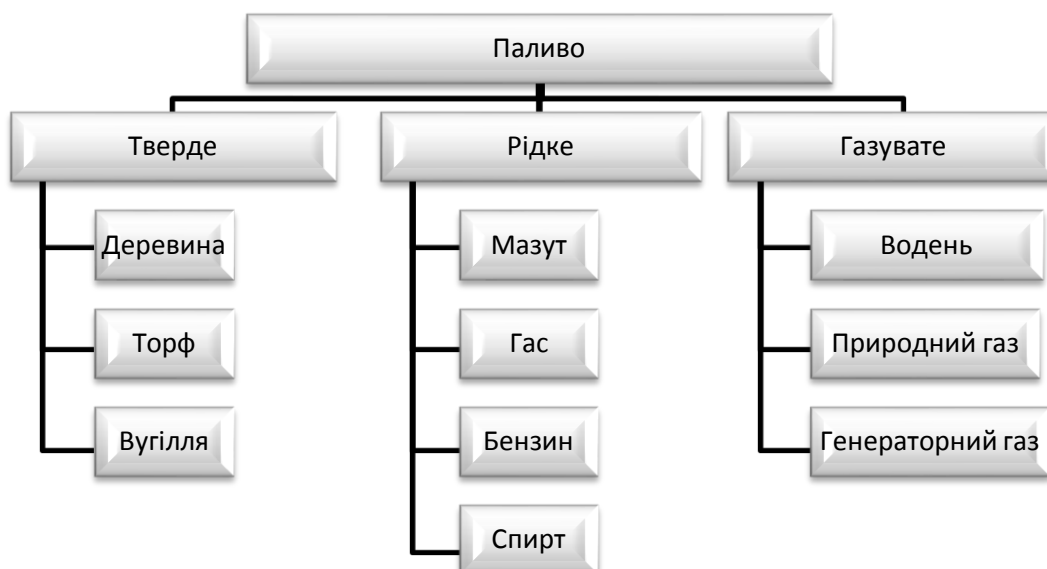 Паливо
Тверде
Рідке
Газувате
Деревина
Мазут
Водень
Торф
Гас
Природний газ
Вугілля
Бензин
Генераторний газ
Спирт